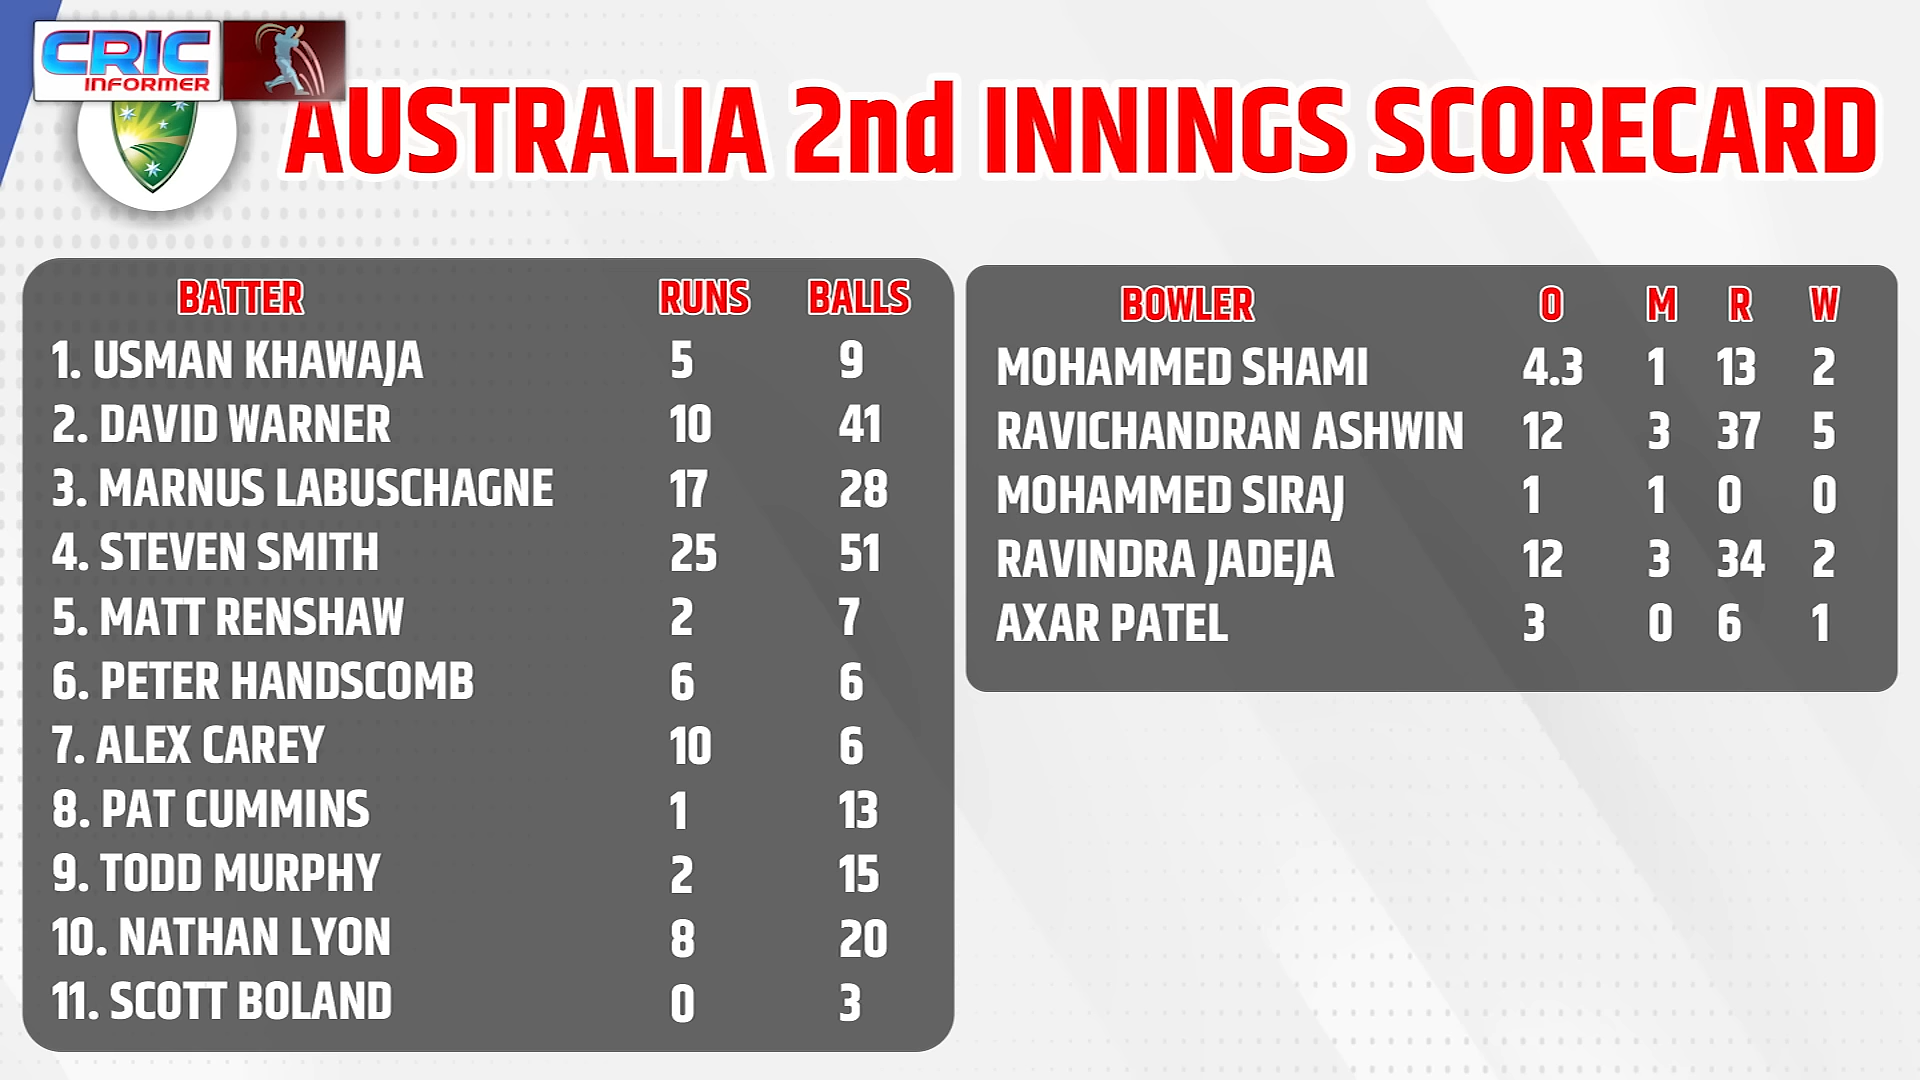 CRIC
INFORMER
AUSTRALIA 2nd INNINGS SCORECARD
BATTER RUNS BALLS
1. USMAN KHAWAJA 5 9
2. DAVID WARNER 10 41
3. MARNUS LABUSCHAGNE 17 28
4. STEVEN SMITH 25 51
5. MATT RENSHAW 2 7
6. PETER HANDSCOMB 6 6
7. ALEX CAREY 10 6
8. PAT CUMMINS 1 13
9. TODD MURPHY 2 15
10. NATHAN LYON 8 20
11. SCOTT BOLAND 0 3
BOWLER O M R W
MOHAMMED SHAMI 4.3 1 13 2
RAVICHANDRAN ASHWIN 12 3 37 5
MOHAMMED SIRAJ 1 1 0 0
RAVINDRA JADEJA 12 3 34 2
AXAR PATEL 3 0 6 1